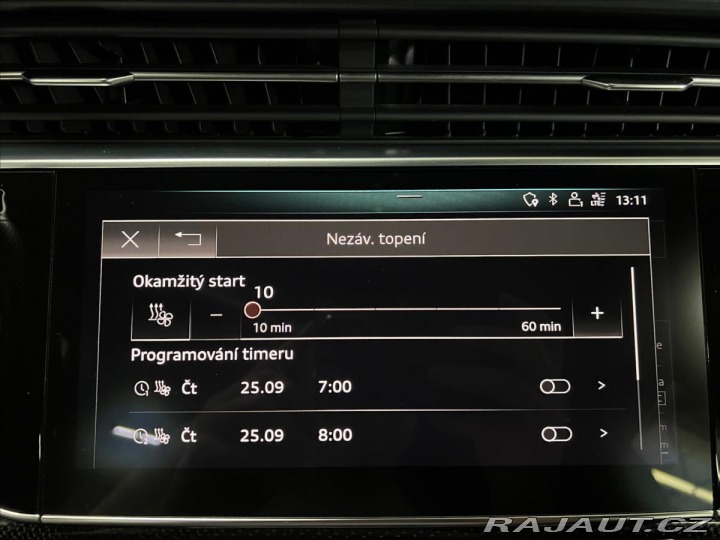 LTE 13:11
Nezáv. topení
Okamžitý start
10
10 min 60 min
Programování timeru
Čt 25.09 7:00
Čt 25.09 8:00
RAJAUT.CZ